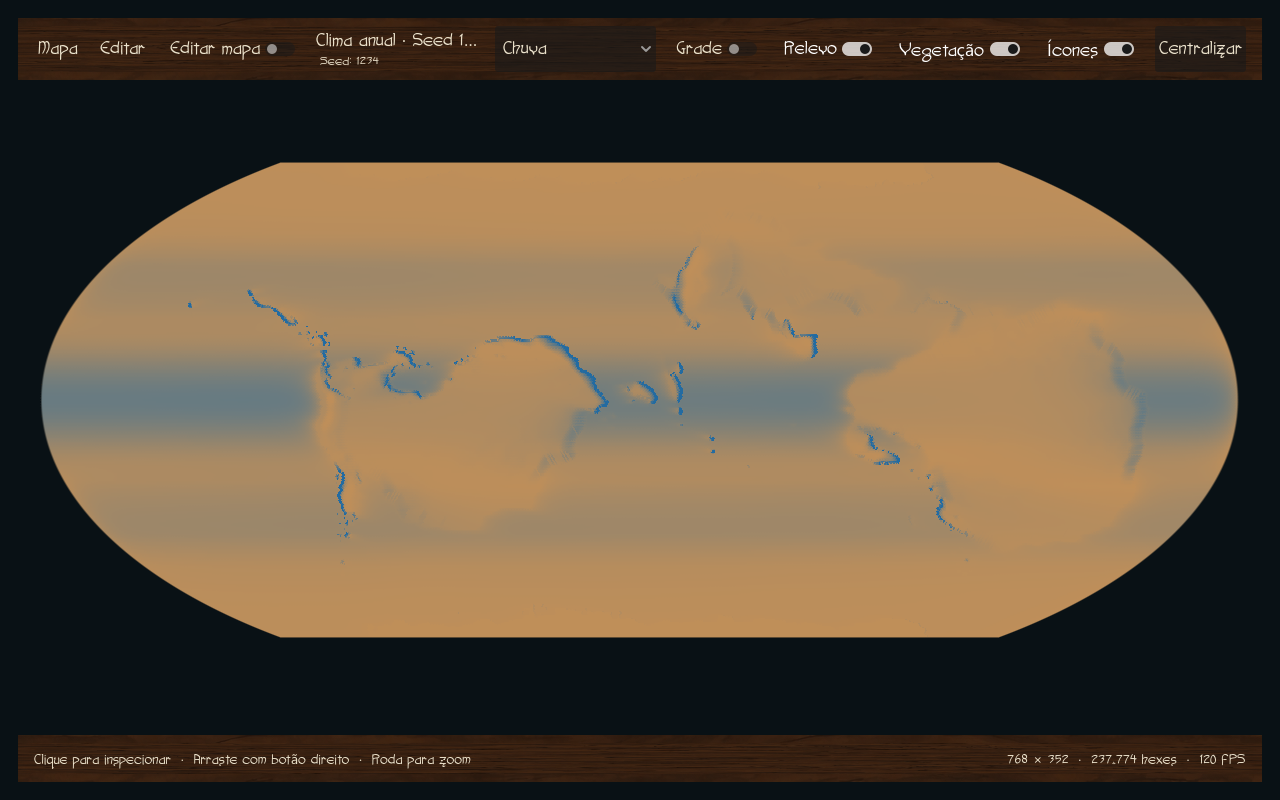 Mapa
Editar
Editar mapa
Clima anual · Seed 1...
Seed: 1234
Chuva
Grade
Relevo
Vegetação
Ícones
Centralizar
Clique para inspecionar · Arraste com botão direito · Roda para zoom
768 × 352 · 237.774 hexes · 120 FPS